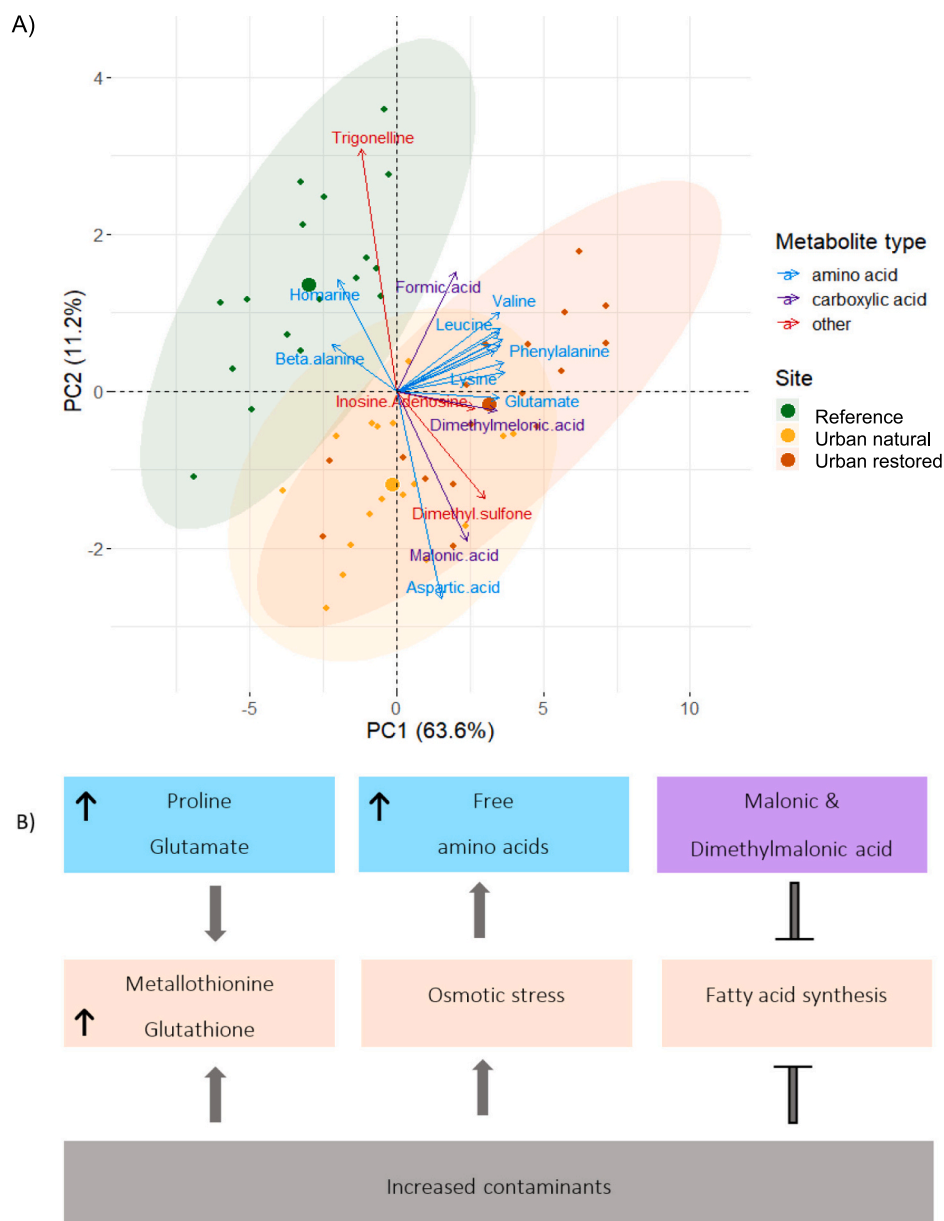 A)
4
2
0
-2
PC2 (11.2%)
Trigonelline
Homarine
Formic.acid
Valine
Leucine
Beta.alanine
Phenylalanine
Lysine
Inosine.Adenosine
Glutamate
Dimethylmelonic.acid
Dimethyl.sulfone
Malonic.acid
Aspartic.acid
-5
0
5
10
PC1 (63.6%)
Metabolite type
a amino acid
a carboxylic acid
a other
Site
Reference
Urban natural
Urban restored
B)
Proline
Glutamate
Free
amino acids
Malonic &
Dimethylmalonic acid
Metallothionine
Glutathione
Osmotic stress
Fatty acid synthesis
Increased contaminants